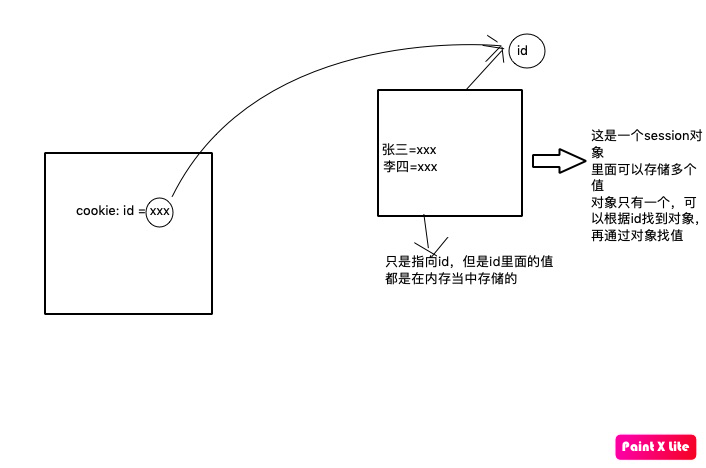 id
张三=xxx
李四=xxx
cookie: id = xxx
这是一个session对
象
里面可以存储多个
值
对象只有一个，可
以根据id找到对象，
再通过对象找值
只是指向id，但是id里面的值
都是在内存当中存储的
Paint X Lite